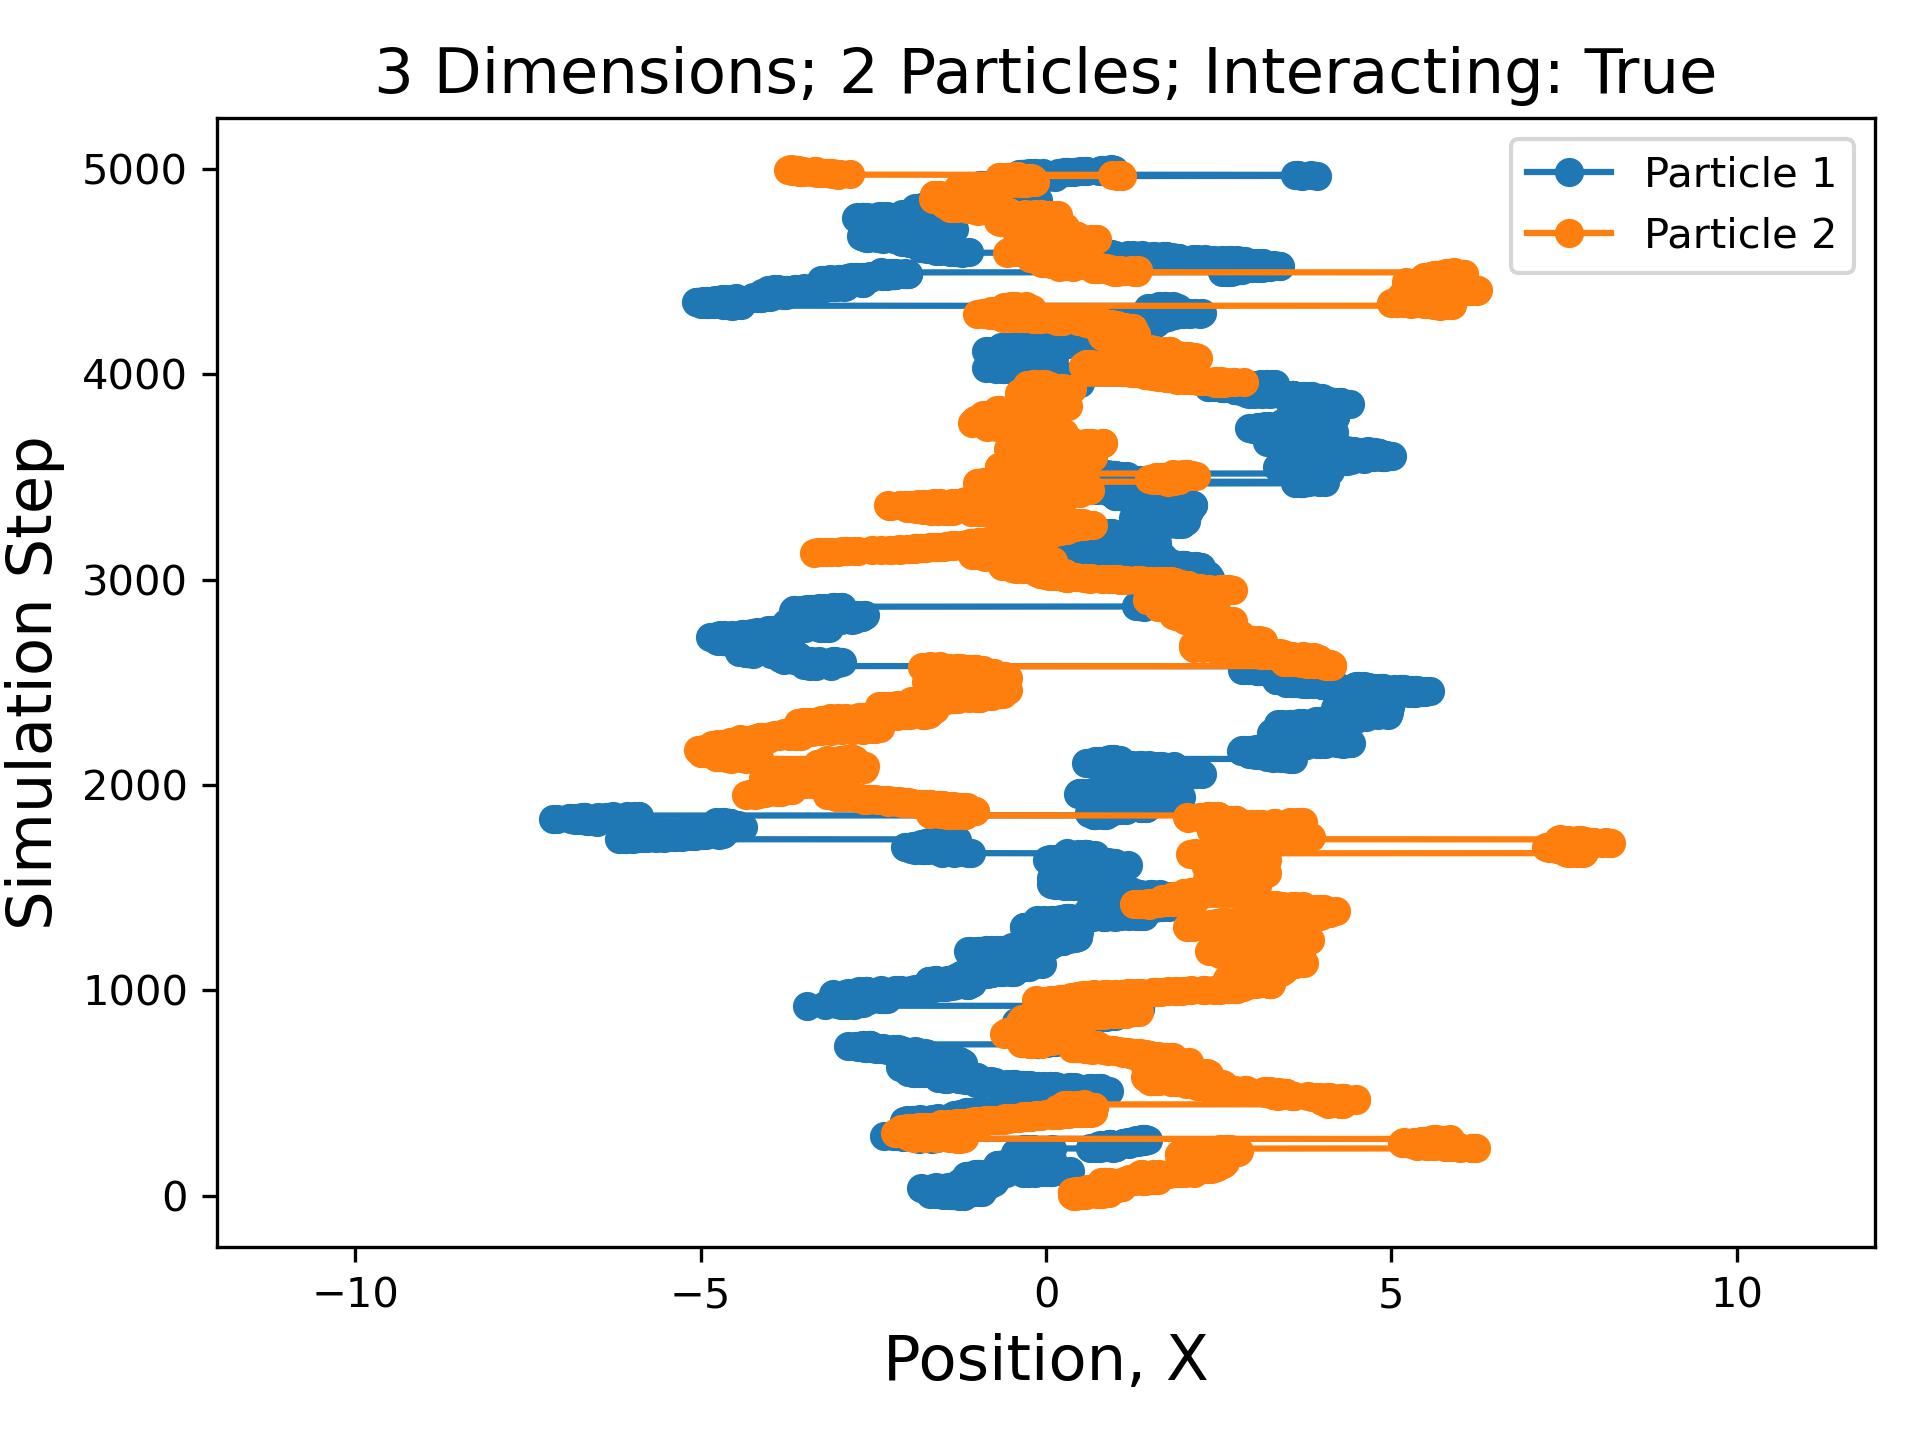 3 Dimensions; 2 Particles; Interacting: True
Particle 1
Particle 2
Simulation Step
5000
4000
3000
2000
1000
0
−10
−5
0
5
10
Position, X